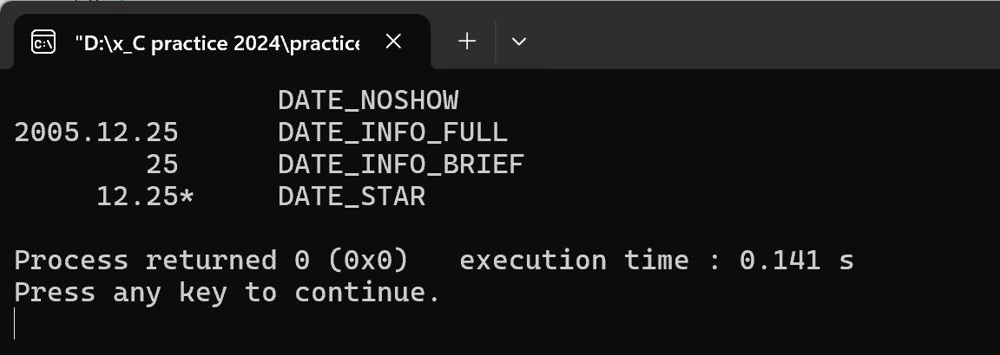 C:\ "D:\x_C practice 2024\practice
DATE_NOSHOW
2005.12.25 DATE_INFO_FULL
25 DATE_INFO_BRIEF
12.25* DATE_STAR
Process returned 0 (0x0) execution time : 0.141 s
Press any key to continue.